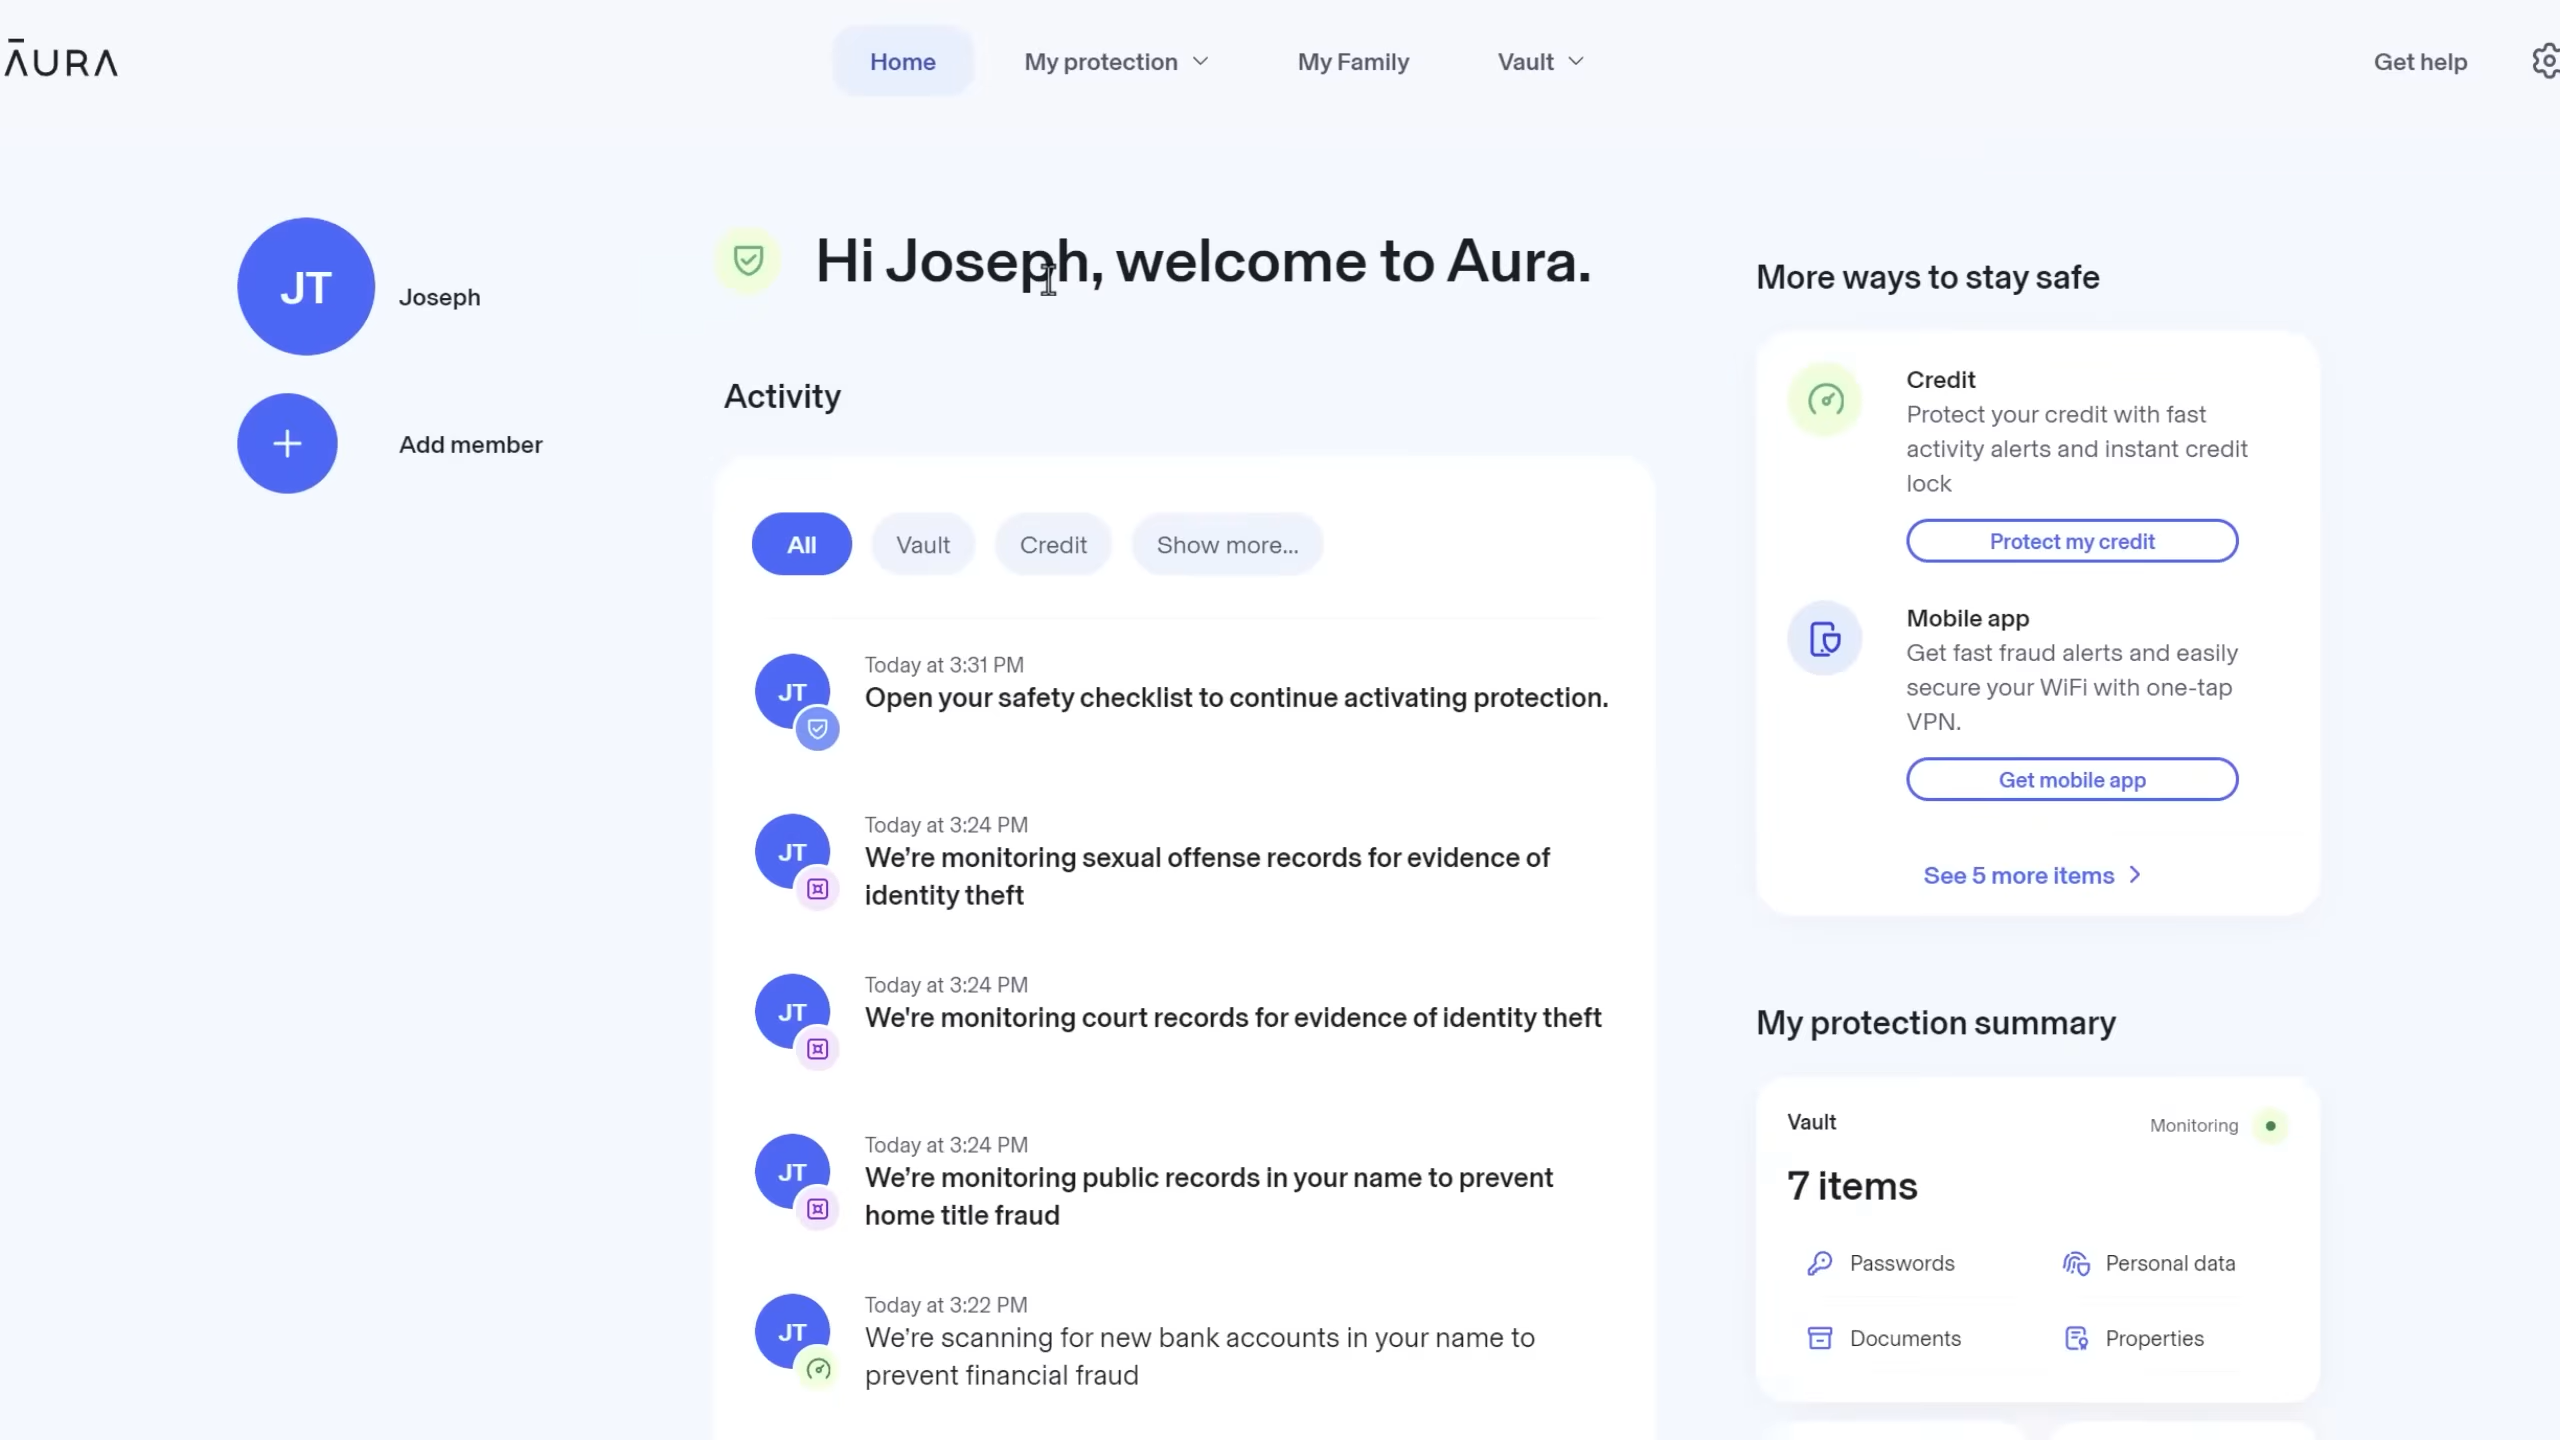 ĀURA
Home
My protection
My Family
Vault
Get help
JT
Joseph
Add member
Hi Joseph, welcome to Aura.
Activity
All
Vault
Credit
Show more...
JT
Today at 3:31 PM
Open your safety checklist to continue activating protection.
JT
Today at 3:24 PM
We're monitoring sexual offense records for evidence of
identity theft
JT
Today at 3:24 PM
We're monitoring court records for evidence of identity theft
JT
Today at 3:24 PM
We're monitoring public records in your name to prevent
home title fraud
JT
Today at 3:22 PM
We're scanning for new bank accounts in your name to
prevent financial fraud
More ways to stay safe
Credit
Protect your credit with fast
activity alerts and instant credit
lock
Protect my credit
Mobile app
Get fast fraud alerts and easily
secure your WiFi with one-tap
VPN.
Get mobile app
See 5 more items
My protection summary
Vault
Monitoring
7 items
Passwords
Personal data
Documents
Properties